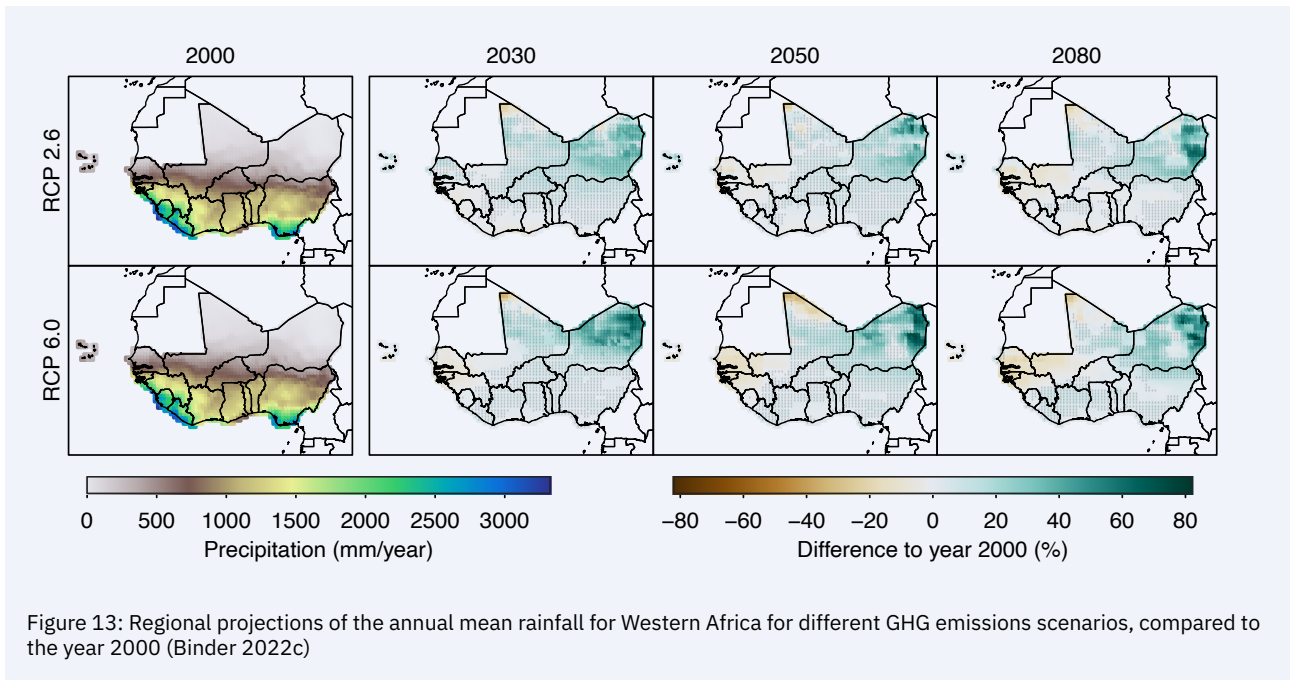 2000 2030 2050 2080
RCP 2.6
RCP 6.0
0 500 1000 1500 2000 2500 3000
Precipitation (mm/year)
−80 −60 −40 −20 0 20 40 60 80
Difference to year 2000 (%)
Figure 13: Regional projections of the annual mean rainfall for Western Africa for different GHG emissions scenarios, compared to
the year 2000 (Binder 2022c)